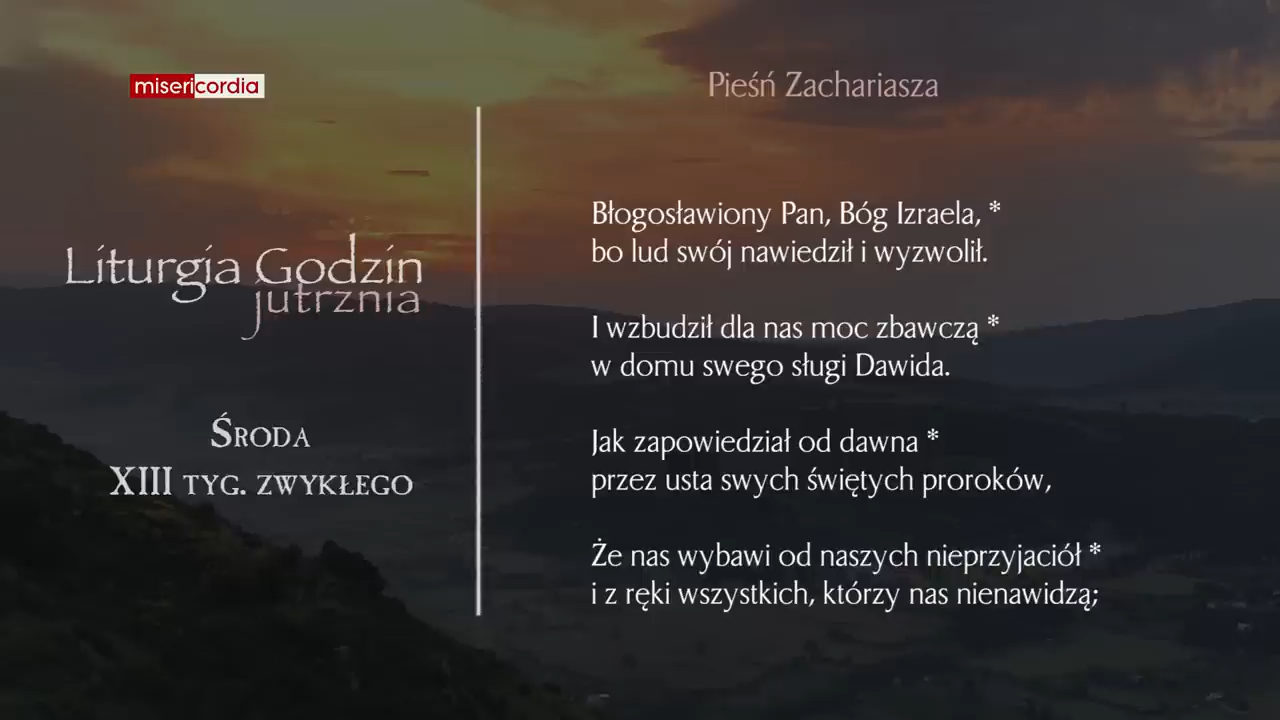 misericordia
Liturgia Godzin
jutrznia
Środa
XIII tyg. zwykłego
Pieśń Zachariasza
Błogosławiony Pan, Bóg Izraela, *
bo lud swój nawiedził i wyzwolił.
I wzbudził dla nas moc zbawczą *
w domu swego sługi Dawida.
Jak zapowiedział od dawna *
przez usta swych świętych proroków,
Że nas wybawi od naszych nieprzyjaciół *
i z ręki wszystkich, którzy nas nienawidzą;